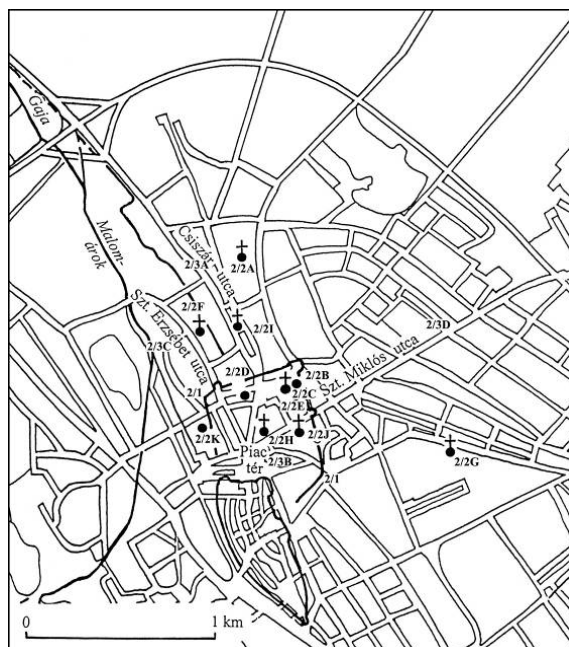 Gaja
Malom-
árok
Csiszár-utca
2/3A
2/2A
2/2F
2/2I
Szt. Erzsébet utca
2/3C
2/3D
Szt. Miklós utca
2/2D
2/2B
2/2C
2/1
2/2E
2/2K
2/2H
2/2J
2/2G
Piac
tér
2/3B
2/1
0
1 km